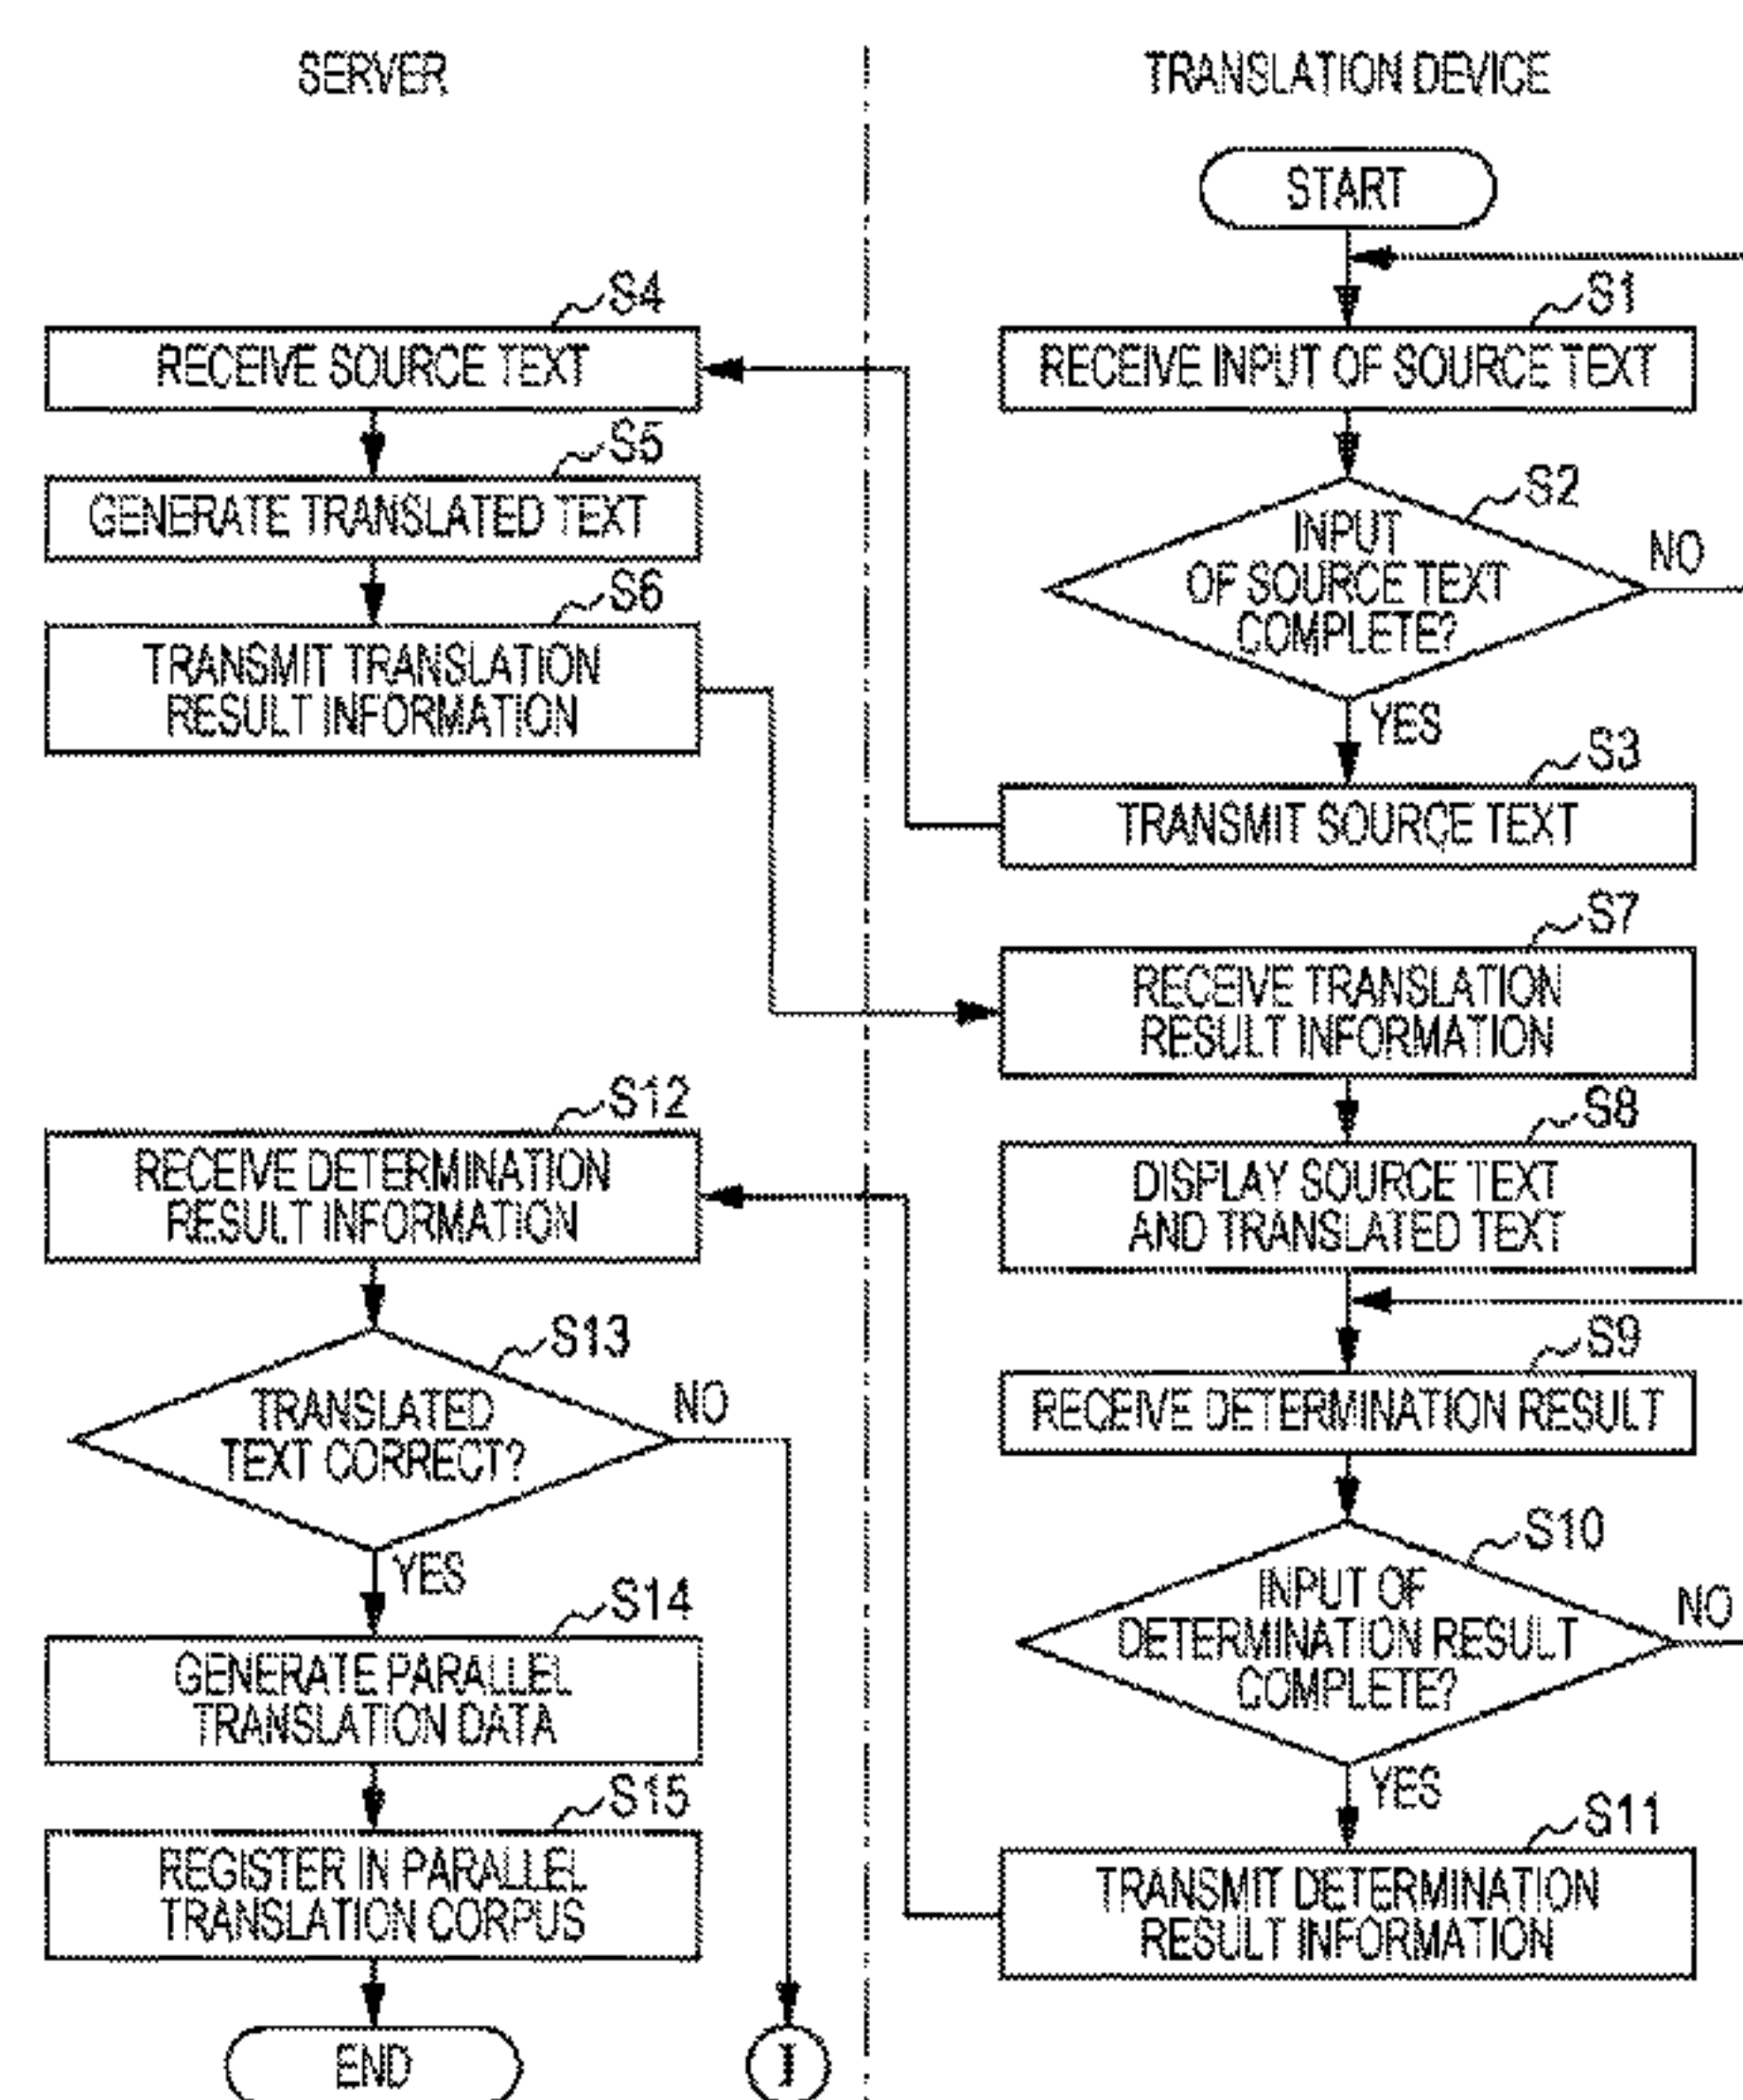 SERVER
TRANSLATION DEVICE
START
S1
RECEIVE INPUT OF SOURCE TEXT
S2
INPUT
OF SOURCE TEXT
COMPLETE?
NO
YES
S3
TRANSMIT SOURCE TEXT
S4
RECEIVE SOURCE TEXT
S5
GENERATE TRANSLATED TEXT
S6
TRANSMIT TRANSLATION
RESULT INFORMATION
S7
RECEIVE TRANSLATION
RESULT INFORMATION
S8
DISPLAY SOURCE TEXT
AND TRANSLATED TEXT
S9
RECEIVE DETERMINATION RESULT
S10
INPUT OF
DETERMINATION RESULT
COMPLETE?
NO
YES
S11
TRANSMIT DETERMINATION
RESULT INFORMATION
S12
RECEIVE DETERMINATION
RESULT INFORMATION
S13
TRANSLATED
TEXT CORRECT?
NO
YES
S14
GENERATE PARALLEL
TRANSLATION DATA
S15
REGISTER IN PARALLEL
TRANSLATION CORPUS
END